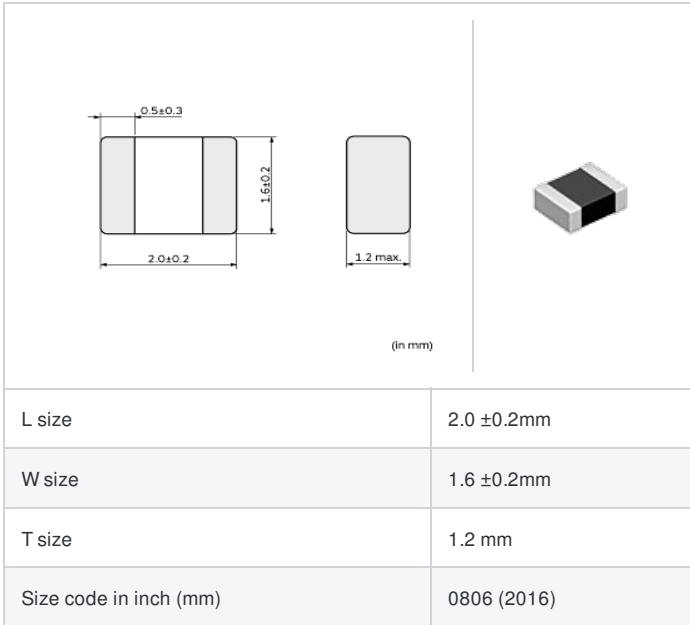 0.5±0.3
1.6±0.2
2.0±0.2
1.2 max.
(in mm)
L size 2.0 ±0.2mm
W size 1.6 ±0.2mm
T size 1.2 mm
Size code in inch (mm) 0806 (2016)